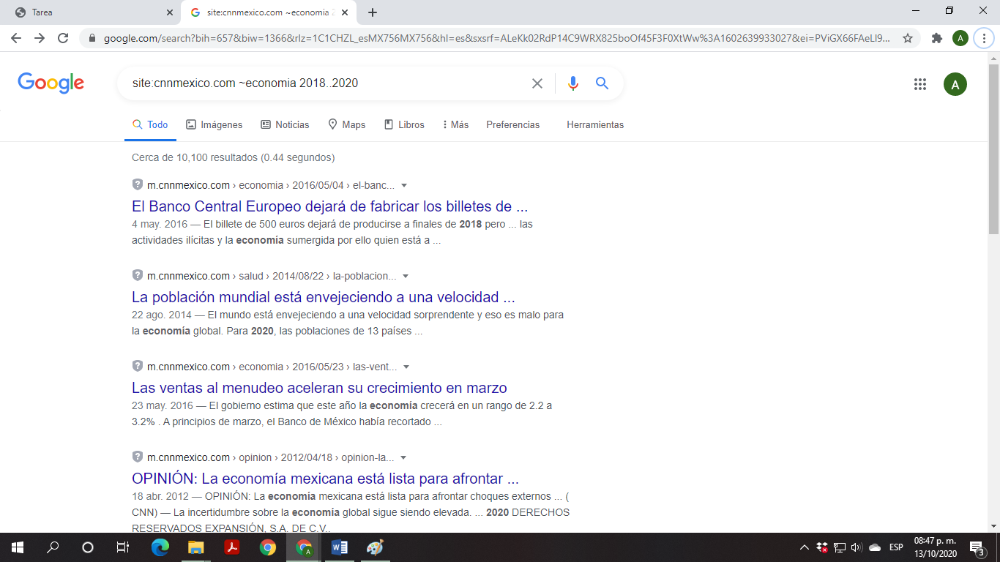 Tarea
site:cnnmexico.com ~economia 2
google.com/search?bih=657&biw=1366&rlz=1C1CHZL_esMX756MX756&hl=es&sxsrf=ALeKk02RdP14C9WRX825boOf45F3F0XtWw%3A1602639933027&ei=PViGX66FAeLI9...
A
Google
site:cnnmexico.com ~economia 2018..2020
A
Todo Imágenes Noticias Maps Libros Más Preferencias Herramientas
Cerca de 10,100 resultados (0.44 segundos)
m.cnnmexico.com › economia › 2016/05/04 › el-banc...
El Banco Central Europeo dejará de fabricar los billetes de ...
4 may. 2016 — El billete de 500 euros dejará de producirse a finales de 2018 pero ... las
actividades ilícitas y la economía sumergida por ello quien está a ...
m.cnnmexico.com › salud › 2014/08/22 › la-poblacion...
La población mundial está envejeciendo a una velocidad ...
22 ago. 2014 — El mundo está envejeciendo a una velocidad sorprendente y eso es malo para
la economía global. Para 2020, las poblaciones de 13 países ...
m.cnnmexico.com › economia › 2016/05/23 › las-vent...
Las ventas al menudeo aceleran su crecimiento en marzo
23 may. 2016 — El gobierno estima que este año la economía crecerá en un rango de 2.2 a
3.2% . A principios de marzo, el Banco de México había recortado ...
m.cnnmexico.com › opinion › 2012/04/18 › opinion-la...
OPINIÓN: La economía mexicana está lista para afrontar ...
18 abr. 2012 — OPINIÓN: La economía mexicana está lista para afrontar choques externos ... (
CNN) — La incertidumbre sobre la economía global sigue siendo elevada. ... 2020 DERECHOS
RESERVADOS EXPANSIÓN, S.A. DE C.V..
A
ESP
08:47 p. m.
13/10/2020
3